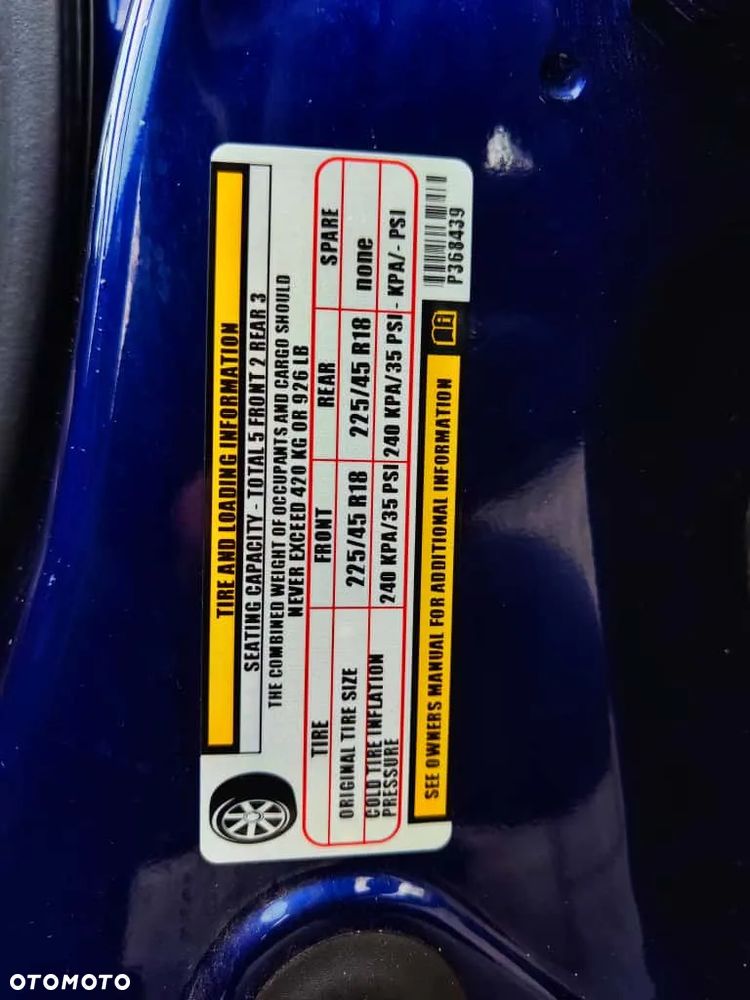 TIRE AND LOADING INFORMATION
SEATING CAPACITY - TOTAL 5 FRONT 2 REAR 3
THE COMBINED WEIGHT OF OCCUPANTS AND CARGO SHOULD
NEVER EXCEED 420 KG OR 926 LB
TIRE FRONT REAR SPARE
ORIGINAL TIRE SIZE 225/45 R18 225/45 R18 none
COLD TIRE INFLATION
PRESSURE 240 KPA/35 PSI 240 KPA/35 PSI - KPA/- PSI
SEE OWNERS MANUAL FOR ADDITIONAL INFORMATION
P368439
OTOMOTO